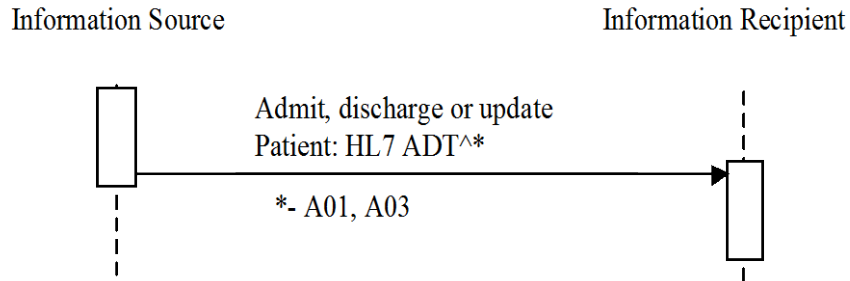 Information Source
Information Recipient
Admit, discharge or update
Patient: HL7 ADT^*
*- A01, A03